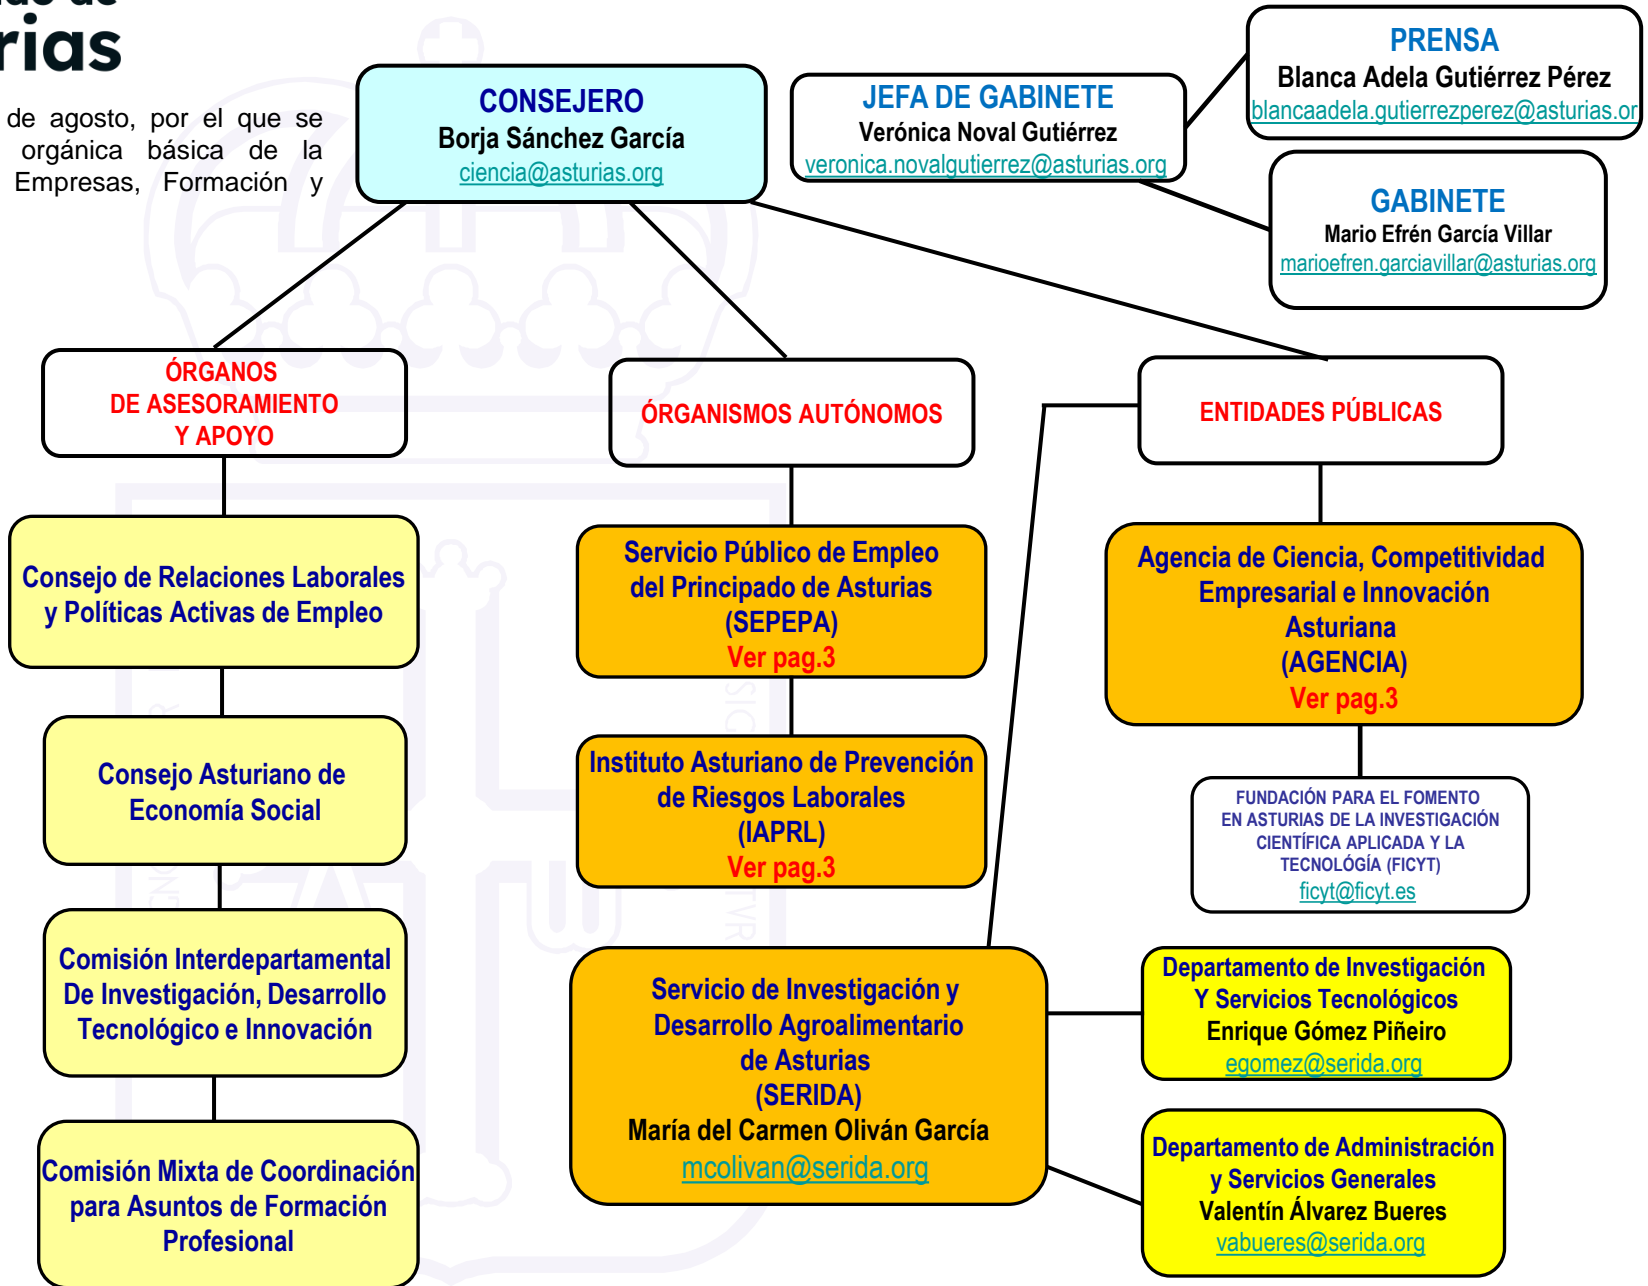 rias
de agosto, por el que se
orgánica básica de la
Empresas, Formación y
CONSEJERO
Borja Sánchez García
ciencia@asturias.org
JEFA DE GABINETE
Verónica Noval Gutiérrez
veronica.novalgutierrez@asturias.org
PRENSA
Blanca Adela Gutiérrez Pérez
blancaadela.gutierrezperez@asturias.or
GABINETE
Mario Efrén García Villar
marioefren.garciavillar@asturias.org
ÓRGANOS
DE ASESORAMIENTO
Y APOYO
ÓRGANISMOS AUTÓNOMOS
ENTIDADES PÚBLICAS
Consejo de Relaciones Laborales
y Políticas Activas de Empleo
Consejo Asturiano de
Economía Social
Comisión Interdepartamental
De Investigación, Desarrollo
Tecnológico e Innovación
Comisión Mixta de Coordinación
para Asuntos de Formación
Profesional
Servicio Público de Empleo
del Principado de Asturias
(SEPEPA)
Ver pag.3
Instituto Asturiano de Prevención
de Riesgos Laborales
(IAPRL)
Ver pag.3
Servicio de Investigación y
Desarrollo Agroalimentario
de Asturias
(SERIDA)
María del Carmen Oliván García
mcolivan@serida.org
Agencia de Ciencia, Competitividad
Empresarial e Innovación
Asturiana
(AGENCIA)
Ver pag.3
FUNDACIÓN PARA EL FOMENTO
EN ASTURIAS DE LA INVESTIGACIÓN
CIENTÍFICA APLICADA Y LA
TECNOLÓGÍA (FICYT)
ficyt@ficyt.es
Departamento de Investigación
Y Servicios Tecnológicos
Enrique Gómez Piñeiro
egomez@serida.org
Departamento de Administración
y Servicios Generales
Valentín Álvarez Bueres
vabueres@serida.org